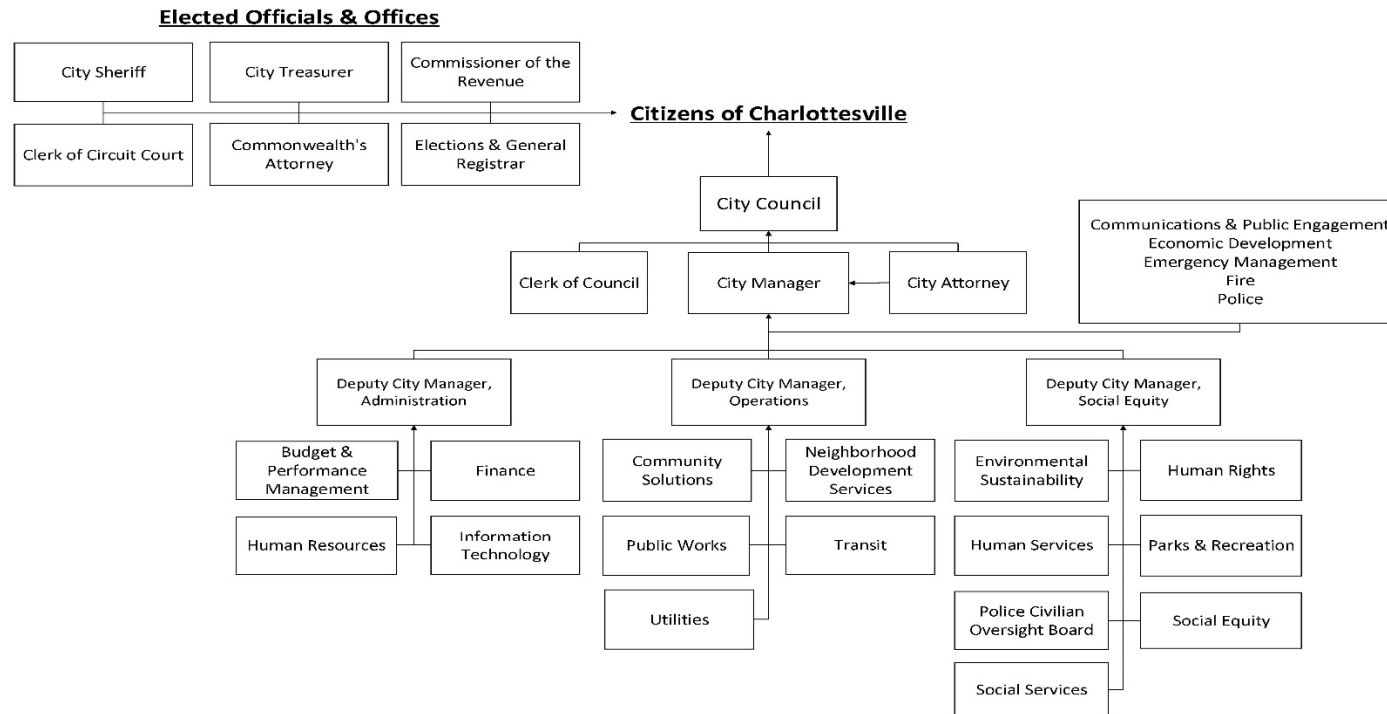 Elected Officials & Offices
City Sheriff
City Treasurer
Commissioner of the
Revenue
Clerk of Circuit Court
Commonwealth's
Attorney
Elections & General
Registrar
Citizens of Charlottesville
City Council
Clerk of Council
City Manager
City Attorney
Communications & Public Engagement
Economic Development
Emergency Management
Fire
Police
Deputy City Manager,
Administration
Deputy City Manager,
Operations
Deputy City Manager,
Social Equity
Budget &
Performance
Management
Finance
Human Resources
Information
Technology
Community
Solutions
Neighborhood
Development
Services
Public Works
Transit
Utilities
Environmental
Sustainability
Human Rights
Human Services
Parks & Recreation
Police Civilian
Oversight Board
Social Equity
Social Services